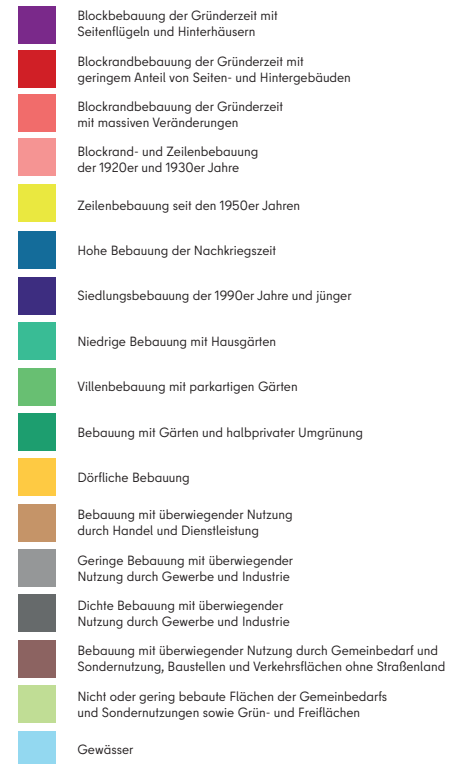 Blockbebauung der Gründerzeit mit
Seitenflügeln und Hinterhäusern
Blockrandbebauung der Gründerzeit mit
geringem Anteil von Seiten- und Hintergebäuden
Blockrandbebauung der Gründerzeit
mit massiven Veränderungen
Blockrand- und Zeilenbebauung
der 1920er und 1930er Jahre
Zeilenbebauung seit den 1950er Jahren
Hohe Bebauung der Nachkriegszeit
Siedlungsbebauung der 1990er Jahre und jünger
Niedrige Bebauung mit Hausgärten
Villenbebauung mit parkartigen Gärten
Bebauung mit Gärten und halbprivater Umgrünung
Dörfliche Bebauung
Bebauung mit überwiegender Nutzung
durch Handel und Dienstleistung
Geringe Bebauung mit überwiegender
Nutzung durch Gewerbe und Industrie
Dichte Bebauung mit überwiegender
Nutzung durch Gewerbe und Industrie
Bebauung mit überwiegender Nutzung durch Gemeinbedarf und
Sondernutzung, Baustellen und Verkehrsflächen ohne Straßenland
Nicht oder gering bebaute Flächen der Gemeinbedarfs
und Sondernutzungen sowie Grün- und Freiflächen
Gewässer